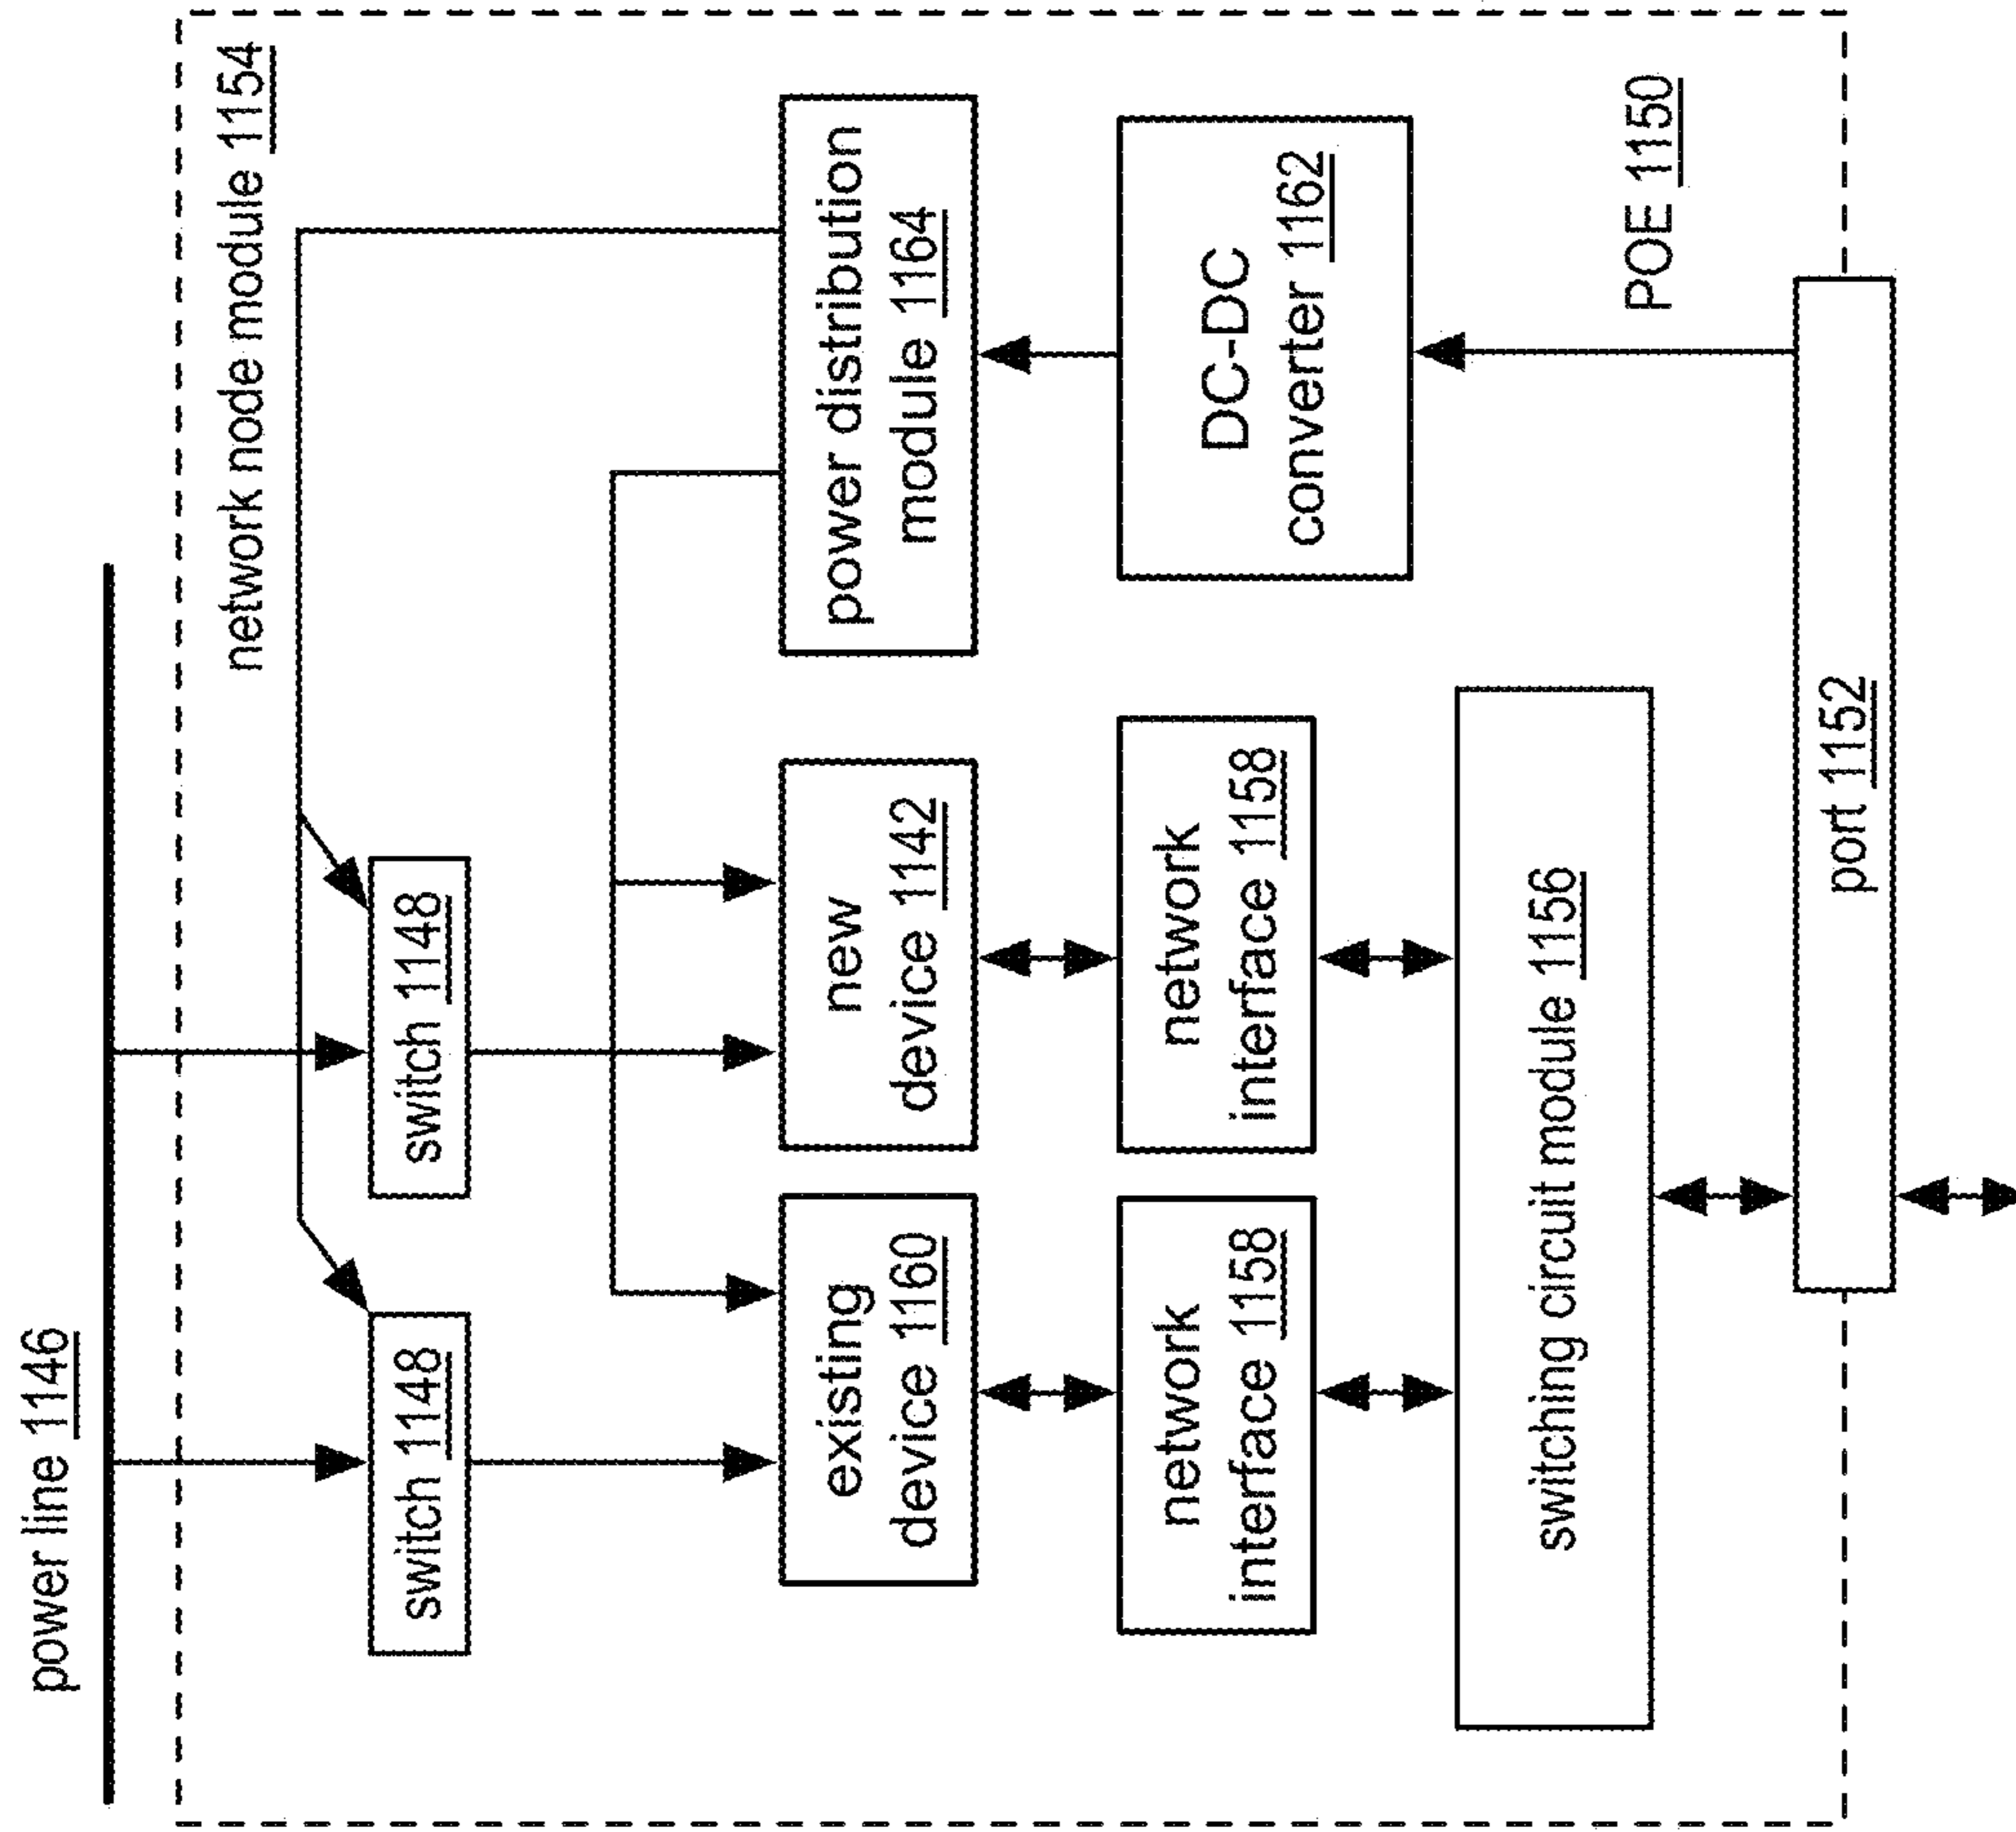 power line 1146
network node module 1154
switch 1148
switch 1148
existing
device 1160
new
device 1142
power distribution
module 1164
network
interface 1158
network
interface 1158
DC-DC
converter 1162
switching circuit module 1156
POE 1150
port 1152